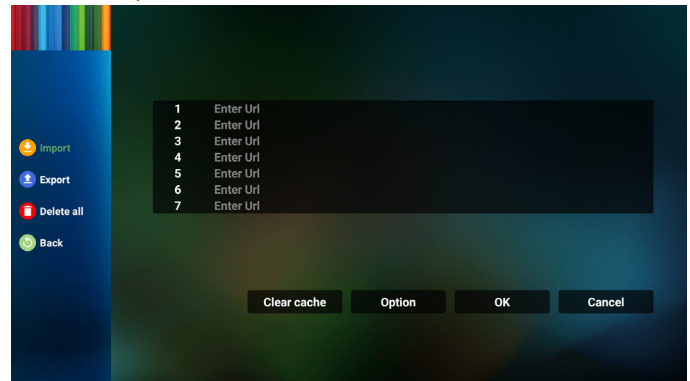 1 Enter Url
2 Enter Url
3 Enter Url
4 Enter Url
5 Enter Url
6 Enter Url
7 Enter Url
Import
Export
Delete all
Back
Clear cache Option OK Cancel